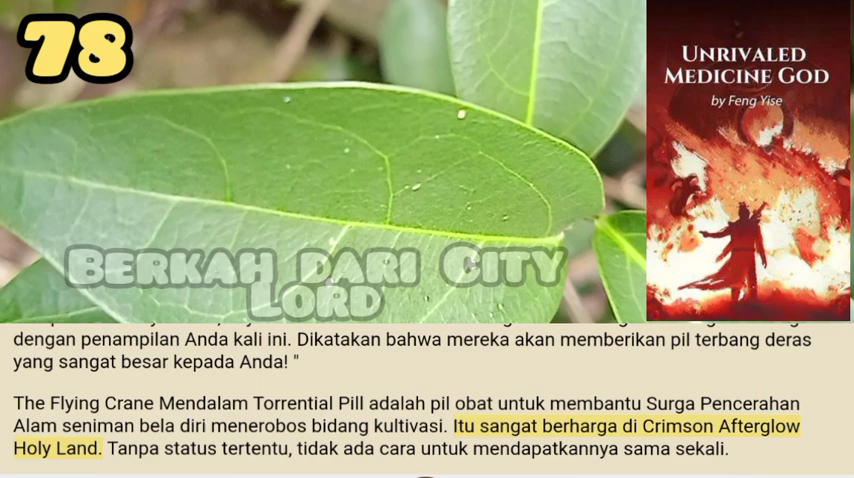 78
UNRIVALED
MEDICINE GOD
by Feng Yise
BERKAH DARI CITY
LORD
dengan penampilan Anda kali ini. Dikatakan bahwa mereka akan memberikan pil terbang deras
yang sangat besar kepada Anda! "
The Flying Crane Mendalam Torrential Pill adalah pil obat untuk membantu Surga Pencerahan
Alam seniman bela diri menerobos bidang kultivasi. Itu sangat berharga di Crimson Afterglow
Holy Land. Tanpa status tertentu, tidak ada cara untuk mendapatkannya sama sekali.